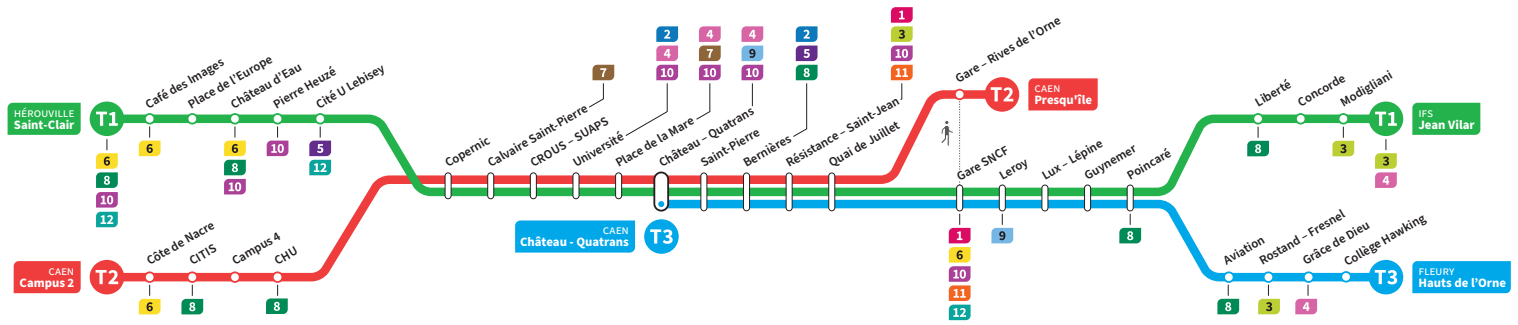 HÉROUVILLE
Saint-Clair
T1
6
8
10
12
Café des Images
6
Place de l'Europe
Château d'Eau
6
8
10
Pierre Heuzé
10
Cité U Lebisey
5
12
CAEN
Campus 2
T2
Côte de Nacre
6
CITIS
8
Campus 4
CHU
8
Copernic
Calvaire Saint-Pierre
7
CROUS – SUAPS
Université
2
4
10
Place de la Mare
4
7
10
Château – Quatrans
4
9
10
CAEN
Château - Quatrans
T3
Saint-Pierre
Bernières
2
5
8
Résistance – Saint-Jean
1
3
10
11
Quai de Juillet
Gare – Rives de l'Orne
T2
CAEN
Presqu'île
Gare SNCF
1
6
10
11
12
Leroy
9
Lux – Lépine
Guynemer
Poincaré
8
Liberté
8
Concorde
Modigliani
3
T1
3
4
IFS
Jean Vilar
Aviation
8
Rostand – Fresnel
3
Grâce de Dieu
4
Collège Hawking
T3
FLEURY
Hauts de l'Orne